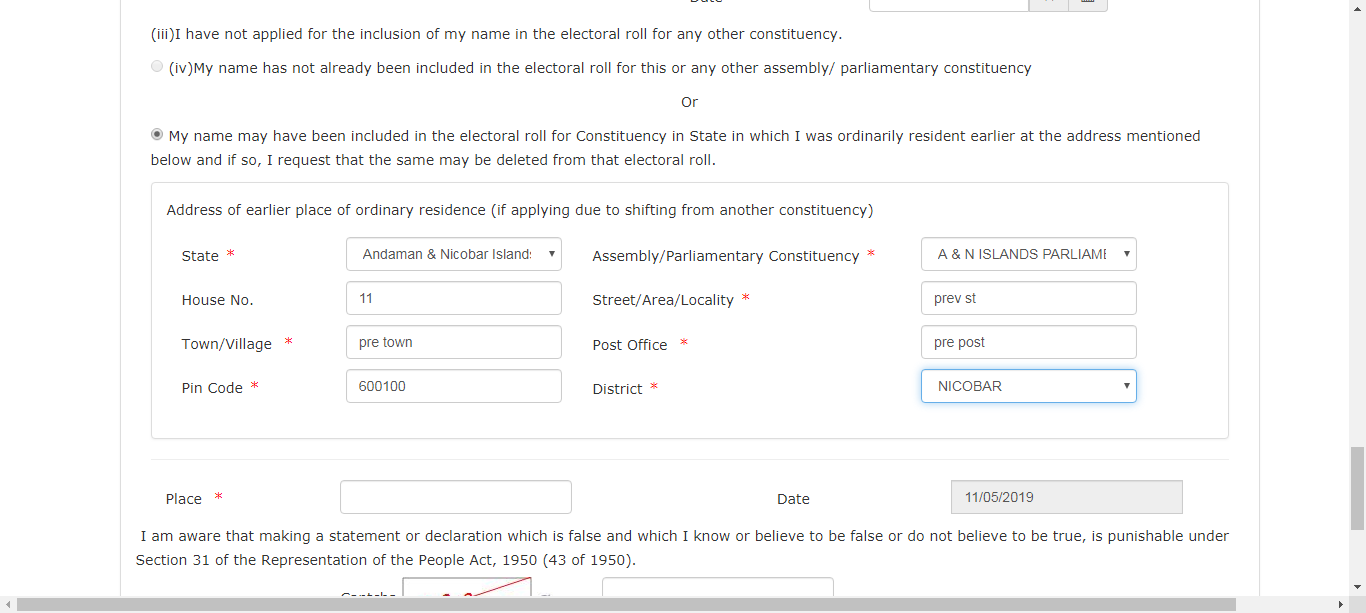 Date
(iii)I have not applied for the inclusion of my name in the electoral roll for any other constituency.
(iv)My name has not already been included in the electoral roll for this or any other assembly/ parliamentary constituency
Or
My name may have been included in the electoral roll for Constituency in State in which I was ordinarily resident earlier at the address mentioned
below and if so, I request that the same may be deleted from that electoral roll.
Address of earlier place of ordinary residence (if applying due to shifting from another constituency)
State * Andaman & Nicobar Islands Assembly/Parliamentary Constituency * A & N ISLANDS PARLIAME
House No. 11 Street/Area/Locality * prev st
Town/Village * pre town Post Office * pre post
Pin Code * 600100 District * NICOBAR
Place * Date 11/05/2019
I am aware that making a statement or declaration which is false and which I know or believe to be false or do not believe to be true, is punishable under
Section 31 of the Representation of the People Act, 1950 (43 of 1950).
Captcha